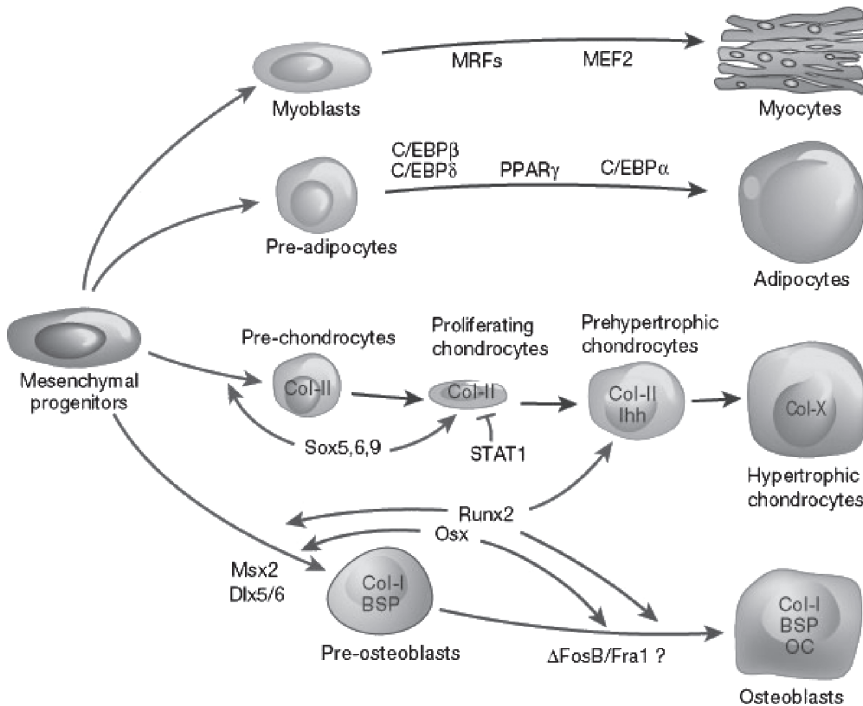 MRFs
MEF2
Myoblasts
Myocytes
C/EBPβ
C/EBPδ
PPARγ
C/EBPα
Pre-adipocytes
Adipocytes
Mesenchymal
progenitors
Pre-chondrocytes
Proliferating
chondrocytes
Prehypertrophic
chondrocytes
Col-II
Col-II
Col-II
Ihh
Col-X
Sox5,6,9
STAT1
Hypertrophic
chondrocytes
Runx2
Osx
Msx2
Dlx5/6
Col-I
BSP
Pre-osteoblasts
ΔFosB/Fra1 ?
Col-I
BSP
OC
Osteoblasts